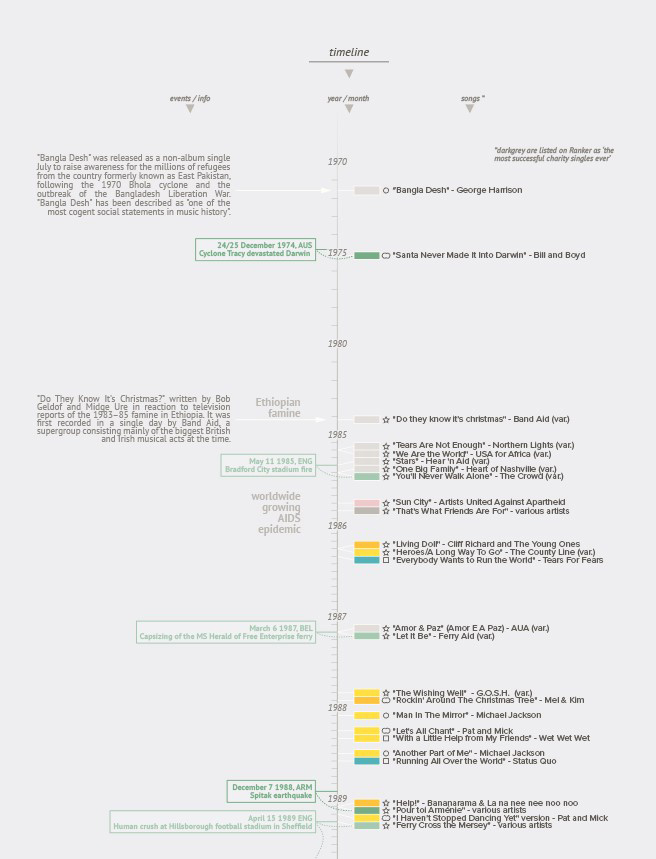 timeline
events / info
year / month
songs *
*darkgrey are listed on Ranker as 'the
most successful charity singles ever'
1970
"Bangla Desh" was released as a non-album single
July to raise awareness for the millions of refugees
from the country formerly known as East Pakistan,
following the 1970 Bhola cyclone and the
outbreak of the Bangladesh Liberation War.
"Bangla Desh" has been described as "one of the
most cogent social statements in music history".
"Bangla Desh" - George Harrison
24/25 December 1974, AUS
Cyclone Tracy devastated Darwin
1975
"Santa Never Made It Into Darwin" - Bill and Boyd
1980
"Do They Know It's Christmas?" written by Bob
Geldof and Midge Ure in reaction to television
reports of the 1983–85 famine in Ethiopia. It was
first recorded in a single day by Band Aid, a
supergroup consisting mainly of the biggest British
and Irish musical acts at the time.
Ethiopian
famine
"Do they know it's christmas" - Band Aid (var.)
1985
"Tears Are Not Enough" - Northern Lights (var.)
"We Are the World" - USA for Africa (var.)
"Stars" - Hear 'n Aid (var.)
"One Big Family" - Heart of Nashville (var.)
"You'll Never Walk Alone" - The Crowd (var.)
May 11 1985, ENG
Bradford City stadium fire
worldwide
growing
AIDS
epidemic
"Sun City" - Artists United Against Apartheid
"That's What Friends Are For" - various artists
1986
"Living Doll" - Cliff Richard and The Young Ones
"Heroes/A Long Way To Go" - The County Line (var.)
"Everybody Wants to Run the World" - Tears For Fears
1987
March 6 1987, BEL
Capsizing of the MS Herald of Free Enterprise ferry
"Amor & Paz" (Amor E A Paz) - AUA (var.)
"Let It Be" - Ferry Aid (var.)
"The Wishing Well" - G.O.S.H. (var.)
"Rockin' Around The Christmas Tree" - Mel & Kim
1988
"Man In The Mirror" - Michael Jackson
"Let's All Chant" - Pat and Mick
"With a Little Help from My Friends" - Wet Wet Wet
"Another Part of Me" - Michael Jackson
"Running All Over the World" - Status Quo
December 7 1988, ARM
Spitak earthquake
1989
"Help!" - Bananarama & La na nee nee noo noo
"Pour toi Arménie" - various artists
"I Haven't Stopped Dancing Yet" version - Pat and Mick
"Ferry Cross the Mersey" - various artists
April 15 1989 ENG
Human crush at Hillsborough football stadium in Sheffield